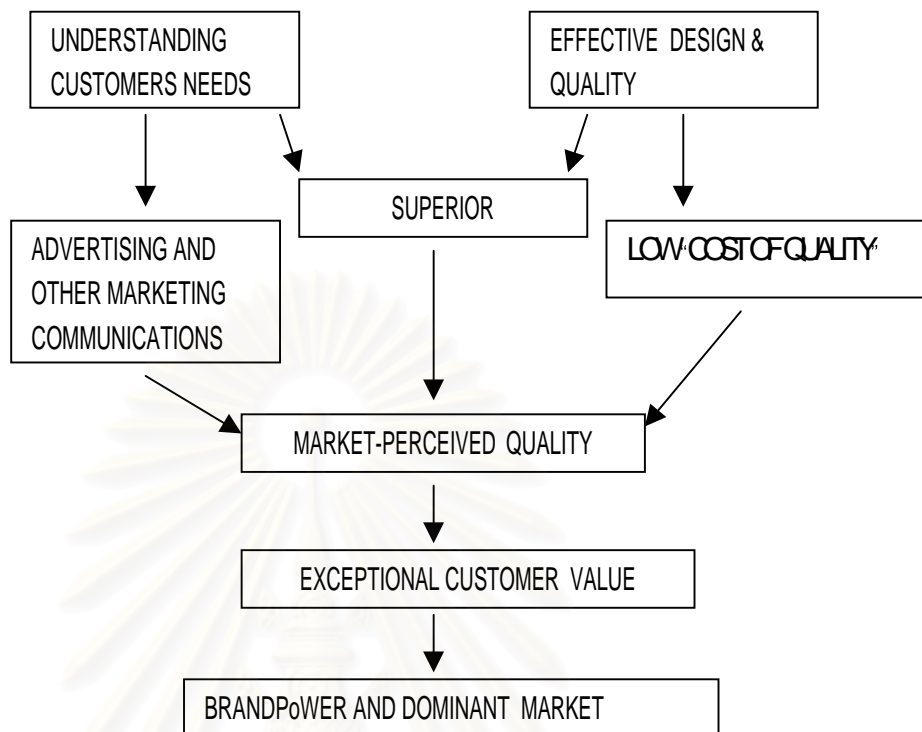 UNDERSTANDING
CUSTOMERS NEEDS
EFFECTIVE DESIGN &
QUALITY
SUPERIOR
ADVERTISING AND
OTHER MARKETING
COMMUNICATIONS
LOW “COST OF QUALITY”
MARKET-PERCEIVED QUALITY
EXCEPTIONAL CUSTOMER VALUE
BRANDPoWER AND DOMINANT MARKET